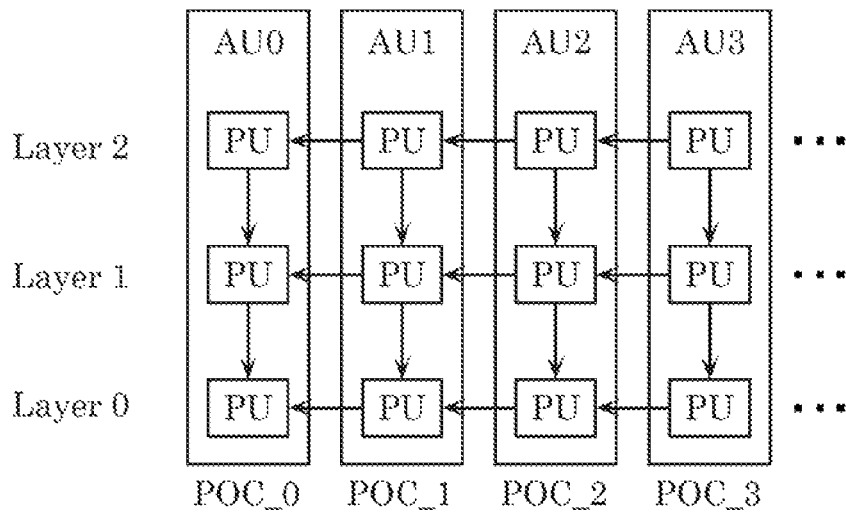 AU0 AU1 AU2 AU3
Layer 2 PU PU PU PU ...
Layer 1 PU PU PU PU ...
Layer 0 PU PU PU PU ...
POC_0 POC_1 POC_2 POC_3